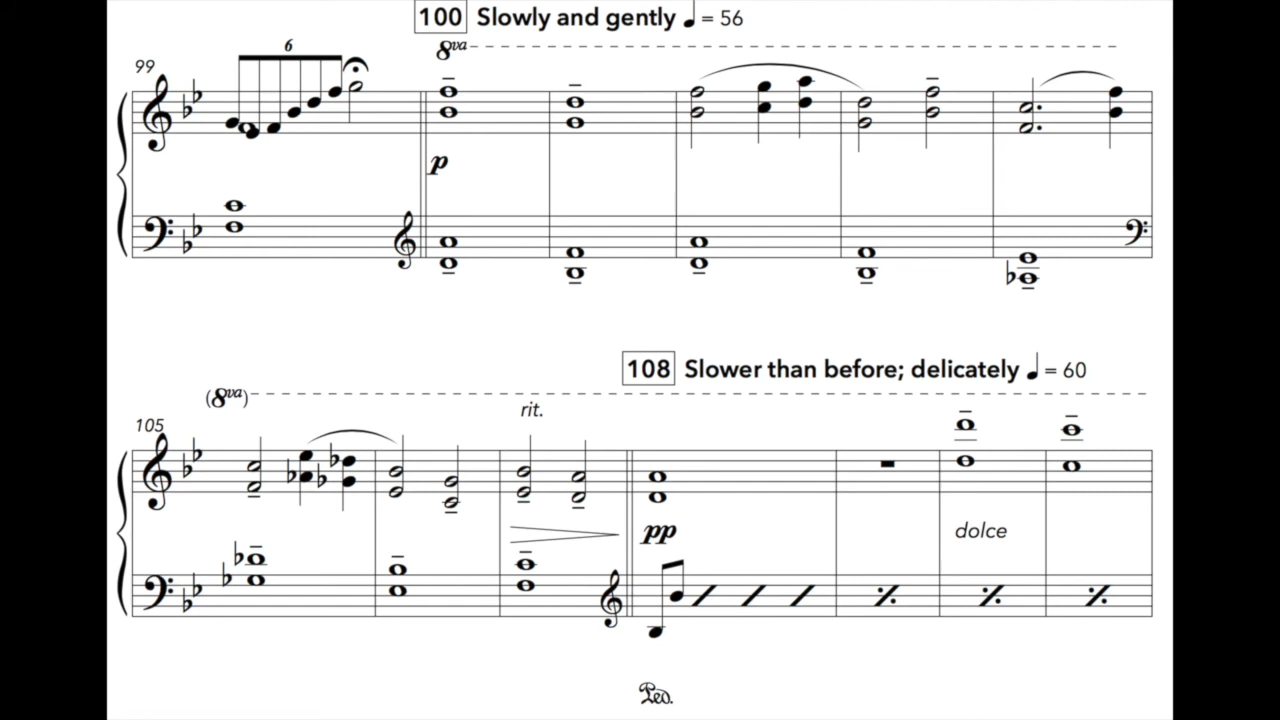 100 Slowly and gently ♩ = 56
8va
99
6
p
108 Slower than before; delicately ♩ = 60
(8va)
105
rit.
pp
dolce
Ped.